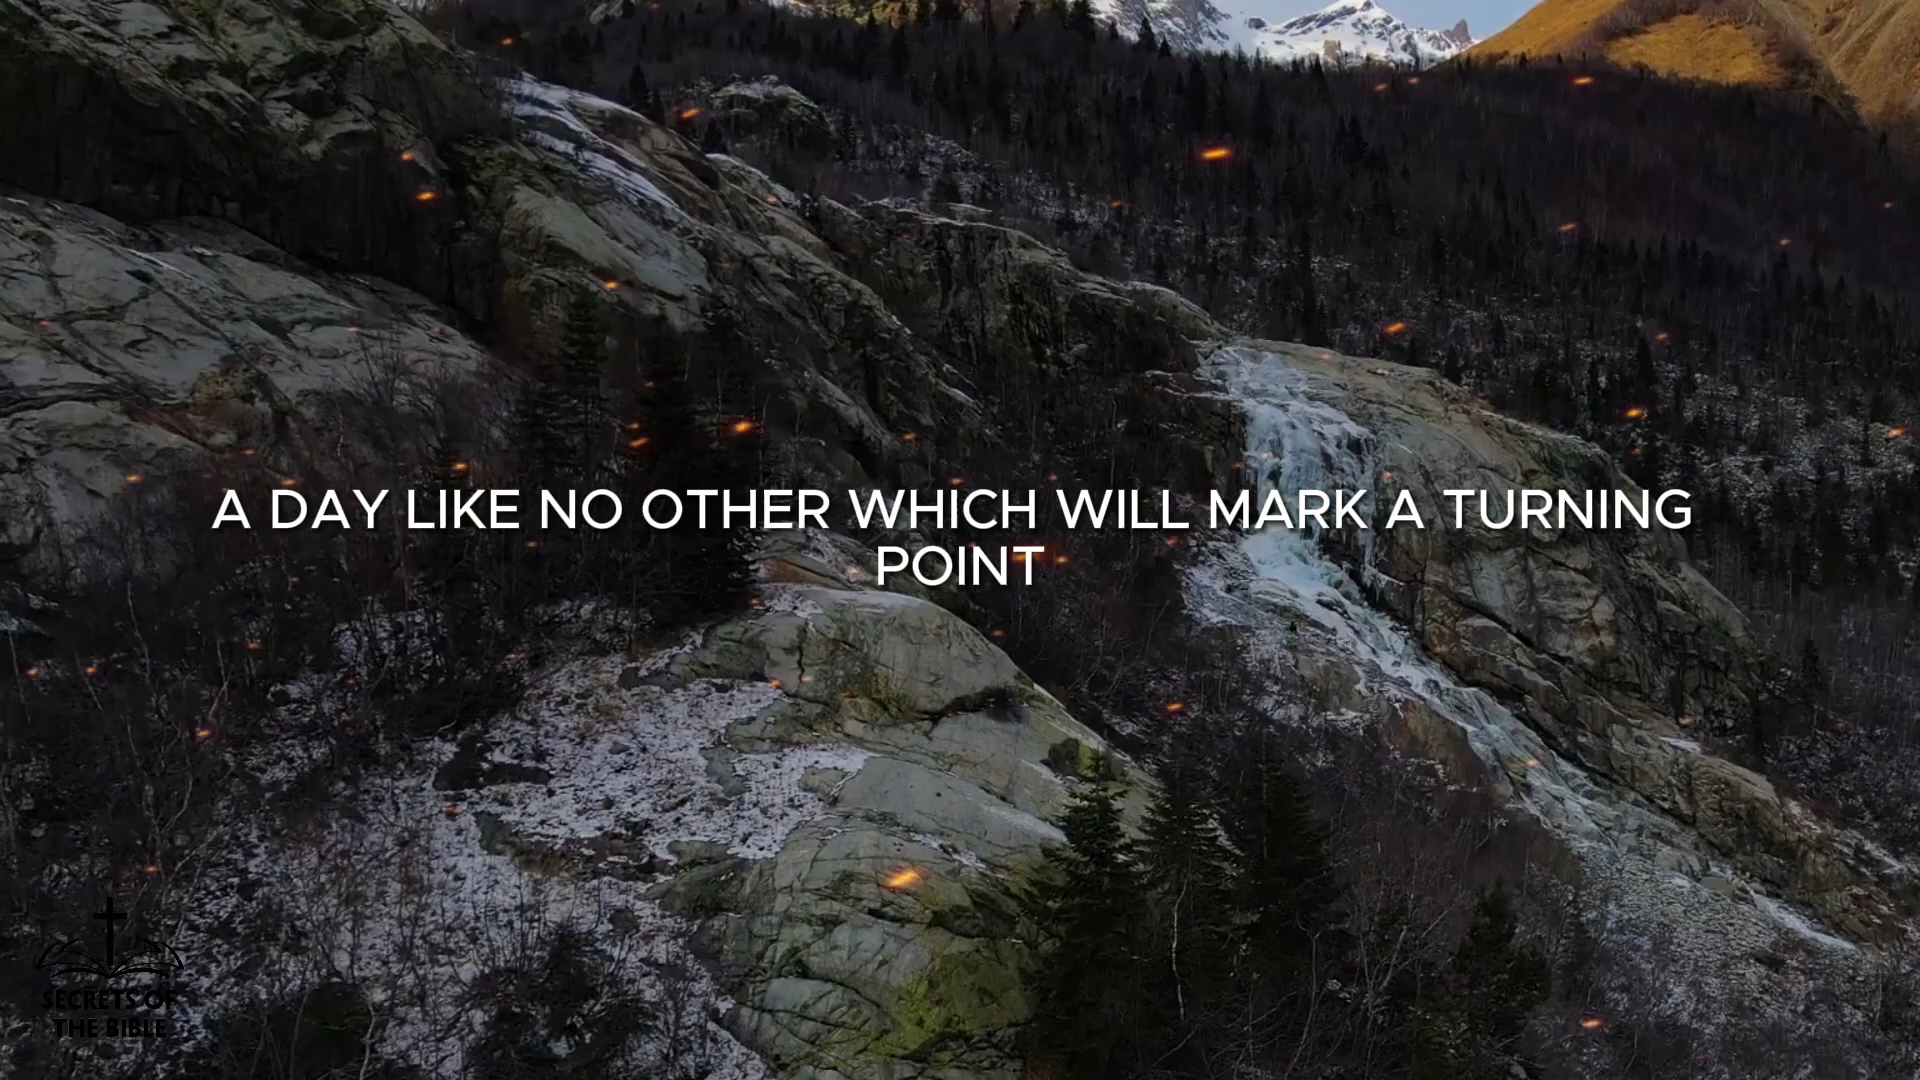 A DAY LIKE NO OTHER WHICH WILL MARK A TURNING
POINT
SECRETS OF
THE BIBLE